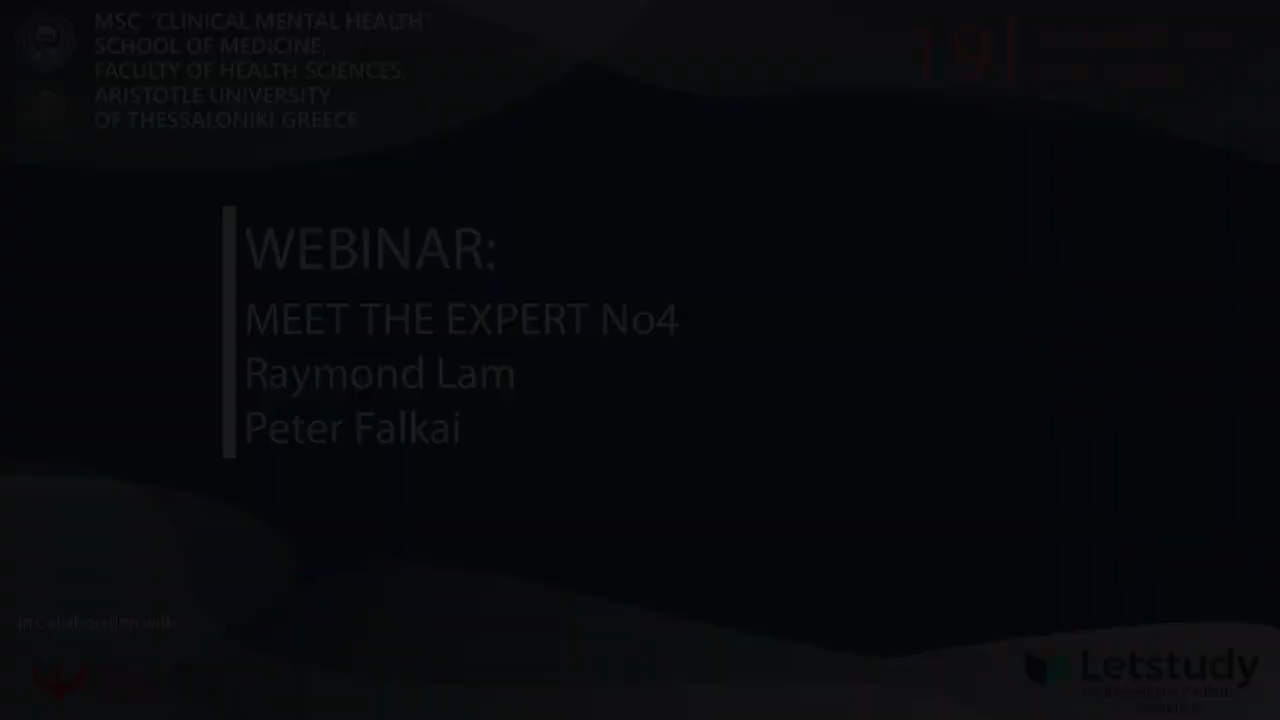 MSC "CLINICAL MENTAL HEALTH"
SCHOOL OF MEDICINE,
FACULTY OF HEALTH SCIENCES,
ARISTOTLE UNIVERSITY
OF THESSALONIKI GREECE
19
WEBINAR:
MEET THE EXPERT No4
Raymond Lam
Peter Falkai
In Collaboration with:
Letstudy